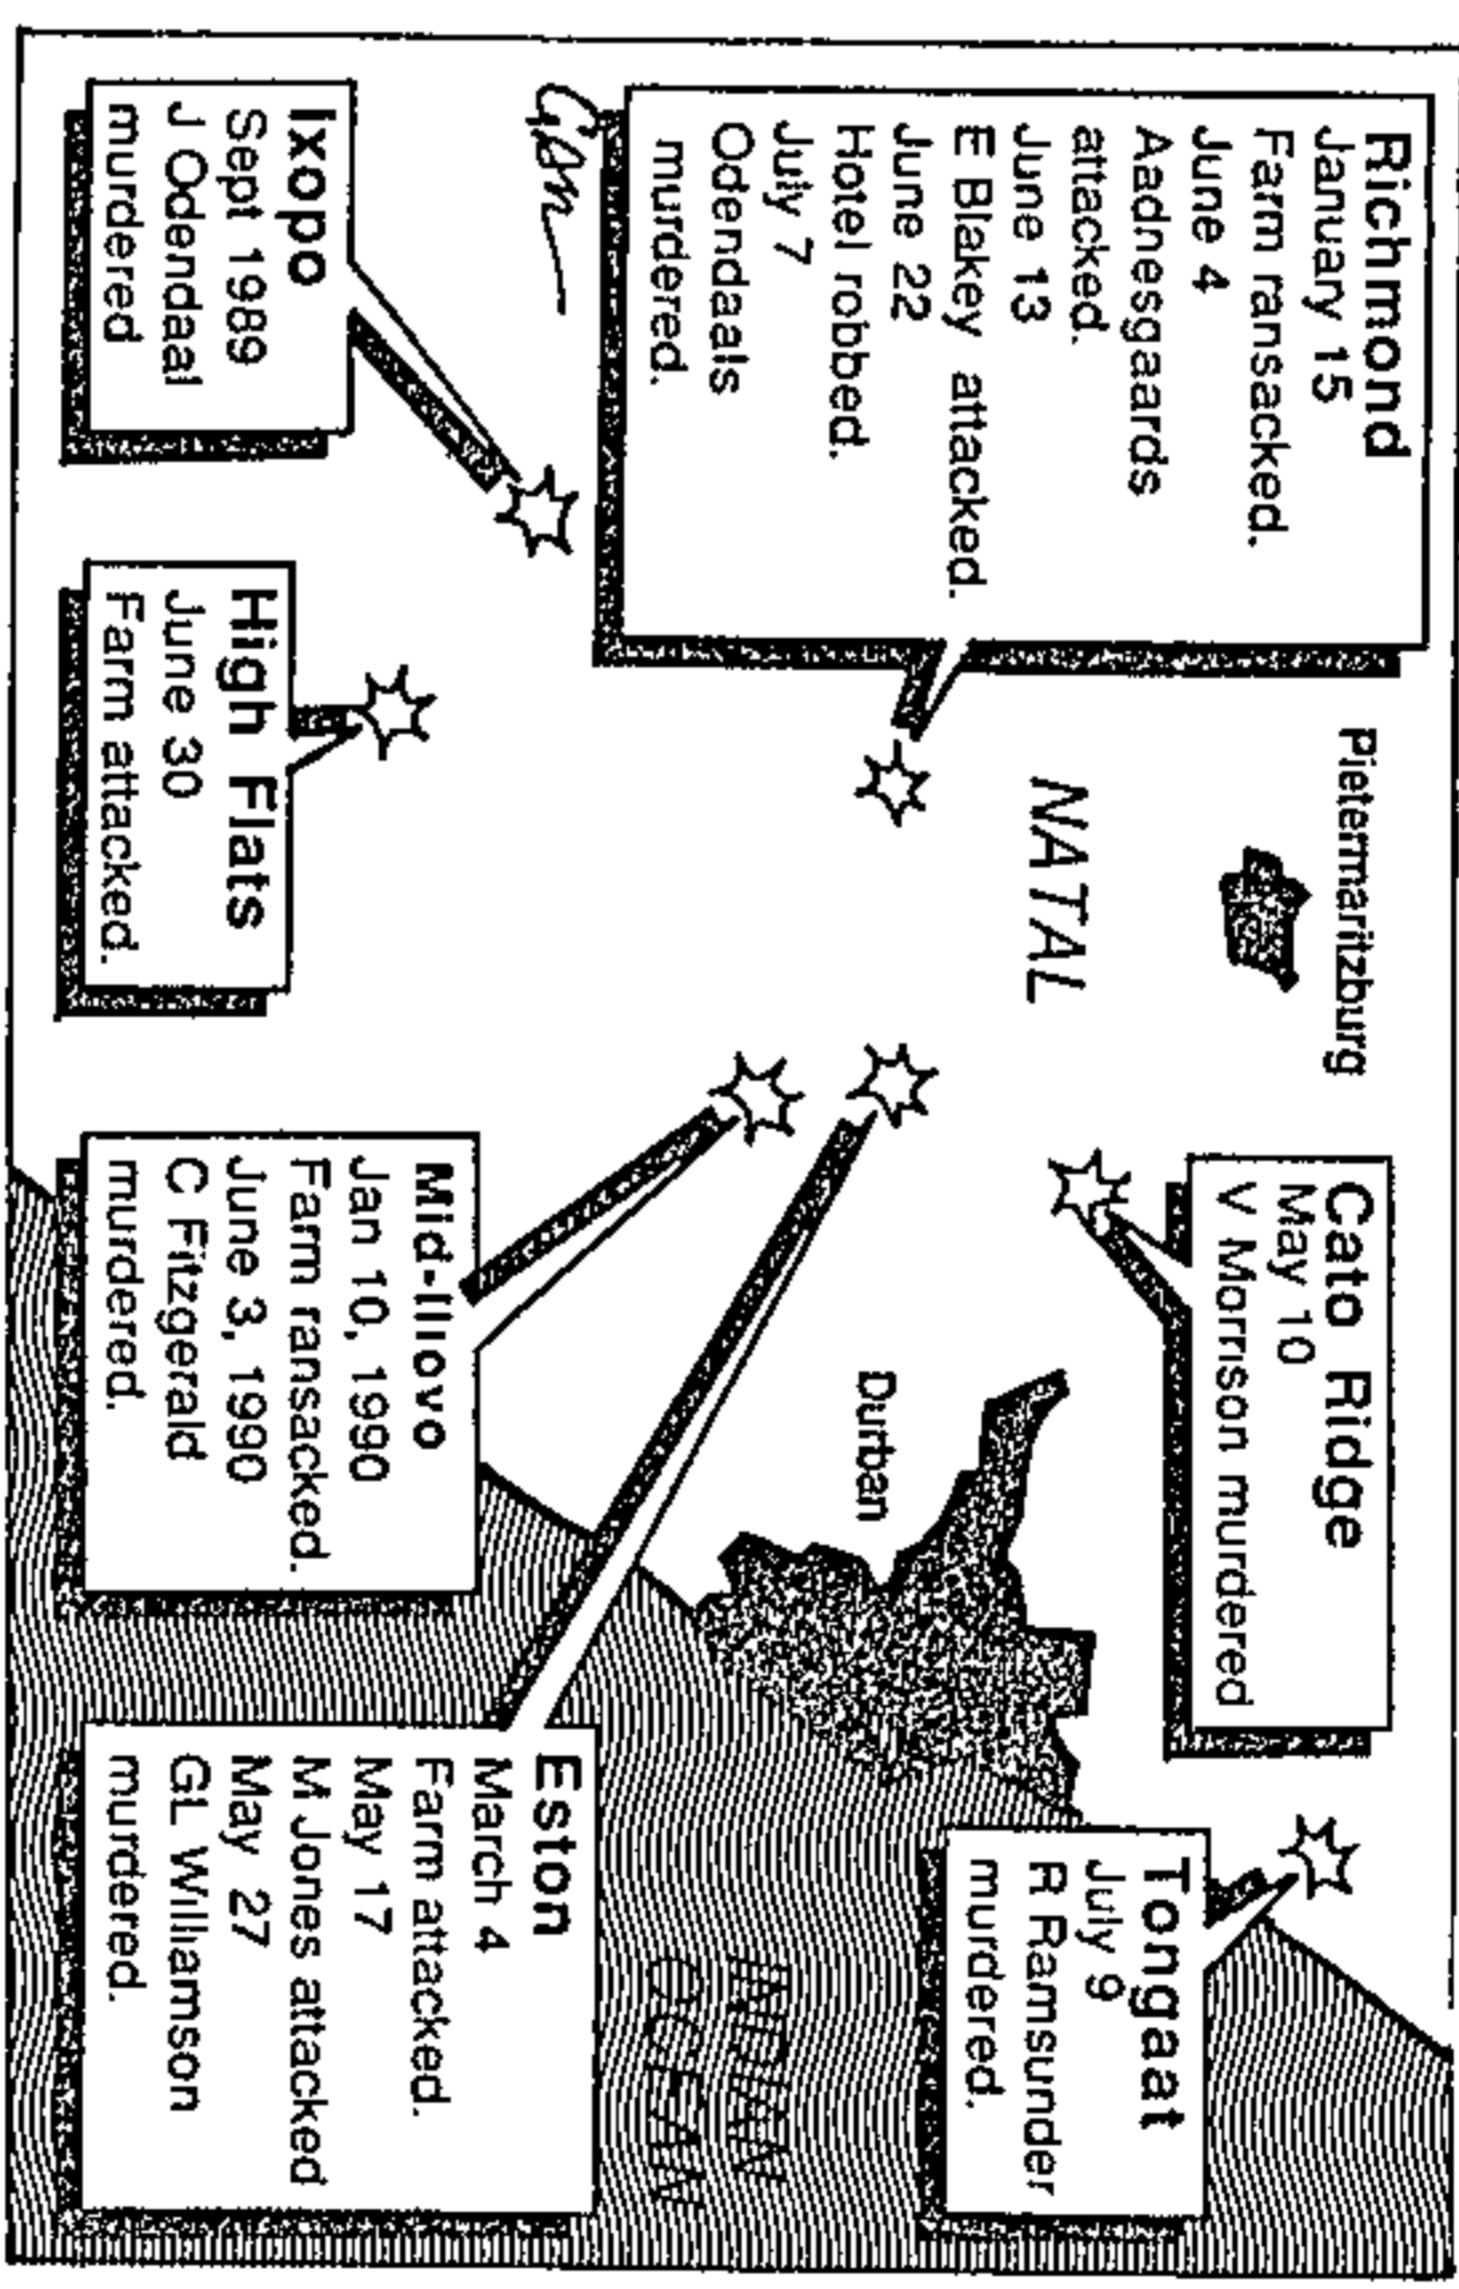 Richmond
January 15
Farm ransacked.
June 4
Aadnesgaards
attacked.
June 13
E Blakey attacked.
June 22
Hotel robbed.
July 7
Odendaals
murdered.
Pietermaritzburg
NATAL
Cato Ridge
May 10
V Morrison murdered
Tongaat
July 9
R Ramsunder
murdered.
Durban
INDIAN
OCEAN
Ixopo
Sept 1989
J Odendaal
murdered
High Flats
June 30
Farm attacked.
Mid-Illovo
Jan 10, 1990
Farm ransacked.
June 3, 1990
C Fitzgerald
murdered.
Eston
March 4
Farm attacked.
May 17
M Jones attacked
May 27
GL Williamson
murdered.